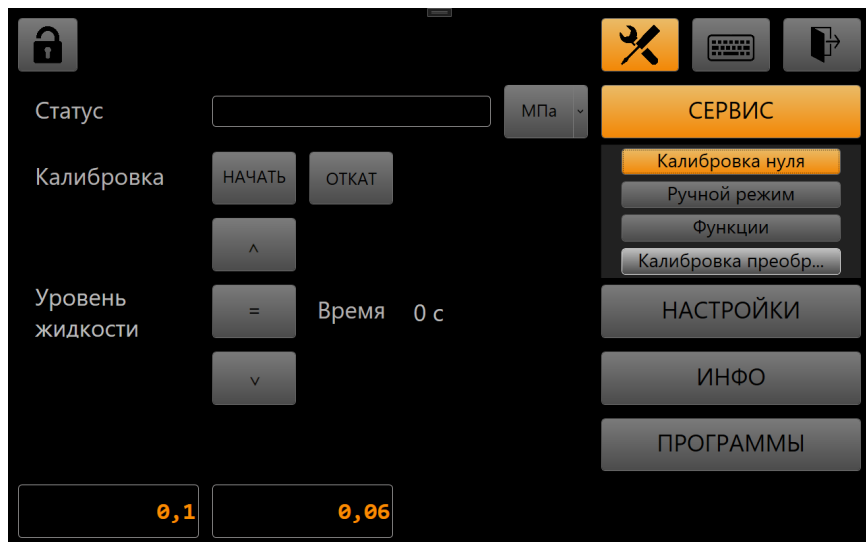 Статус
МПа
СЕРВИС
Калибровка
НАЧАТЬ
ОТКАТ
Калибровка нуля
Ручной режим
Функции
Калибровка преобр...
^
Уровень
жидкости
=
Время
0 с
НАСТРОЙКИ
v
ИНФО
ПРОГРАММЫ
0,1
0,06